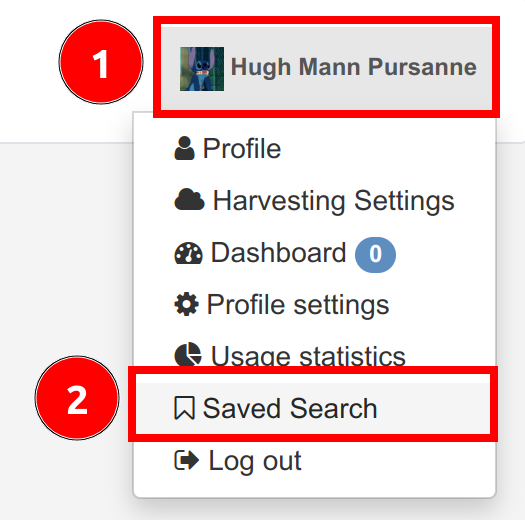 1
Hugh Mann Pursanne
Profile
Harvesting Settings
Dashboard 0
Profile settings
Usage statistics
2
Saved Search
Log out